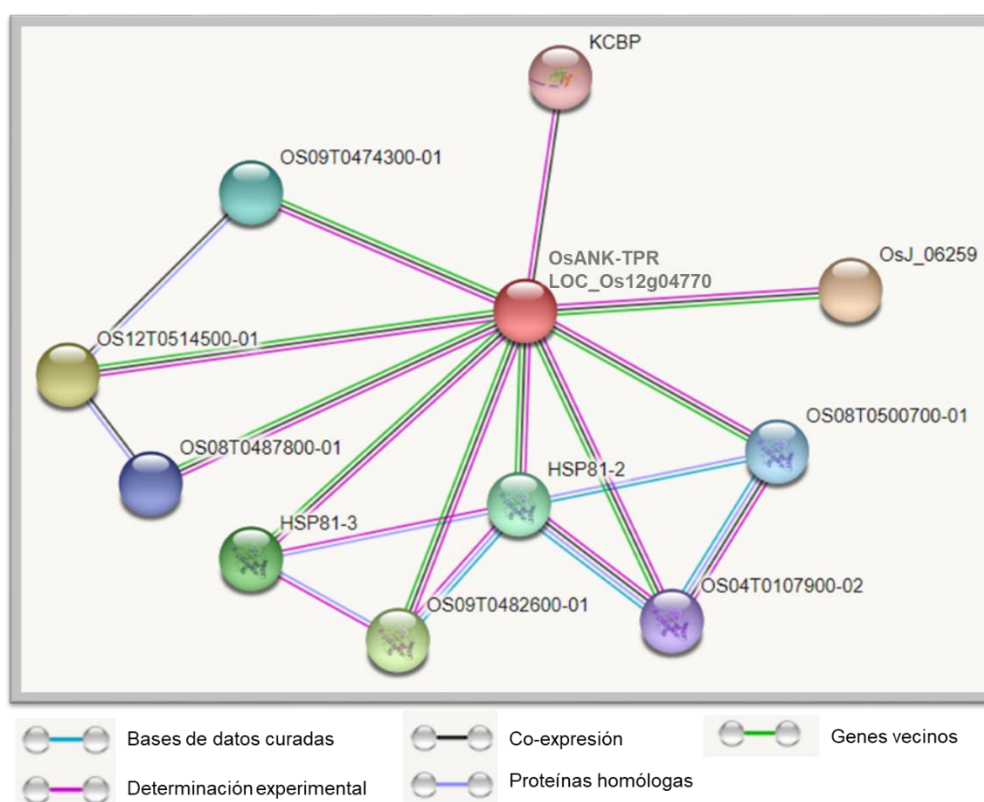 KCBP
OS09T0474300-01
OsANK-TPR
LOC_Os12g04770
OsJ_06259
OS12T0514500-01
OS08T0500700-01
OS08T0487800-01
HSP81-2
HSP81-3
OS04T0107900-02
OS09T0482600-01
Bases de datos curadas
Co-expresión
Genes vecinos
Determinación experimental
Proteínas homólogas